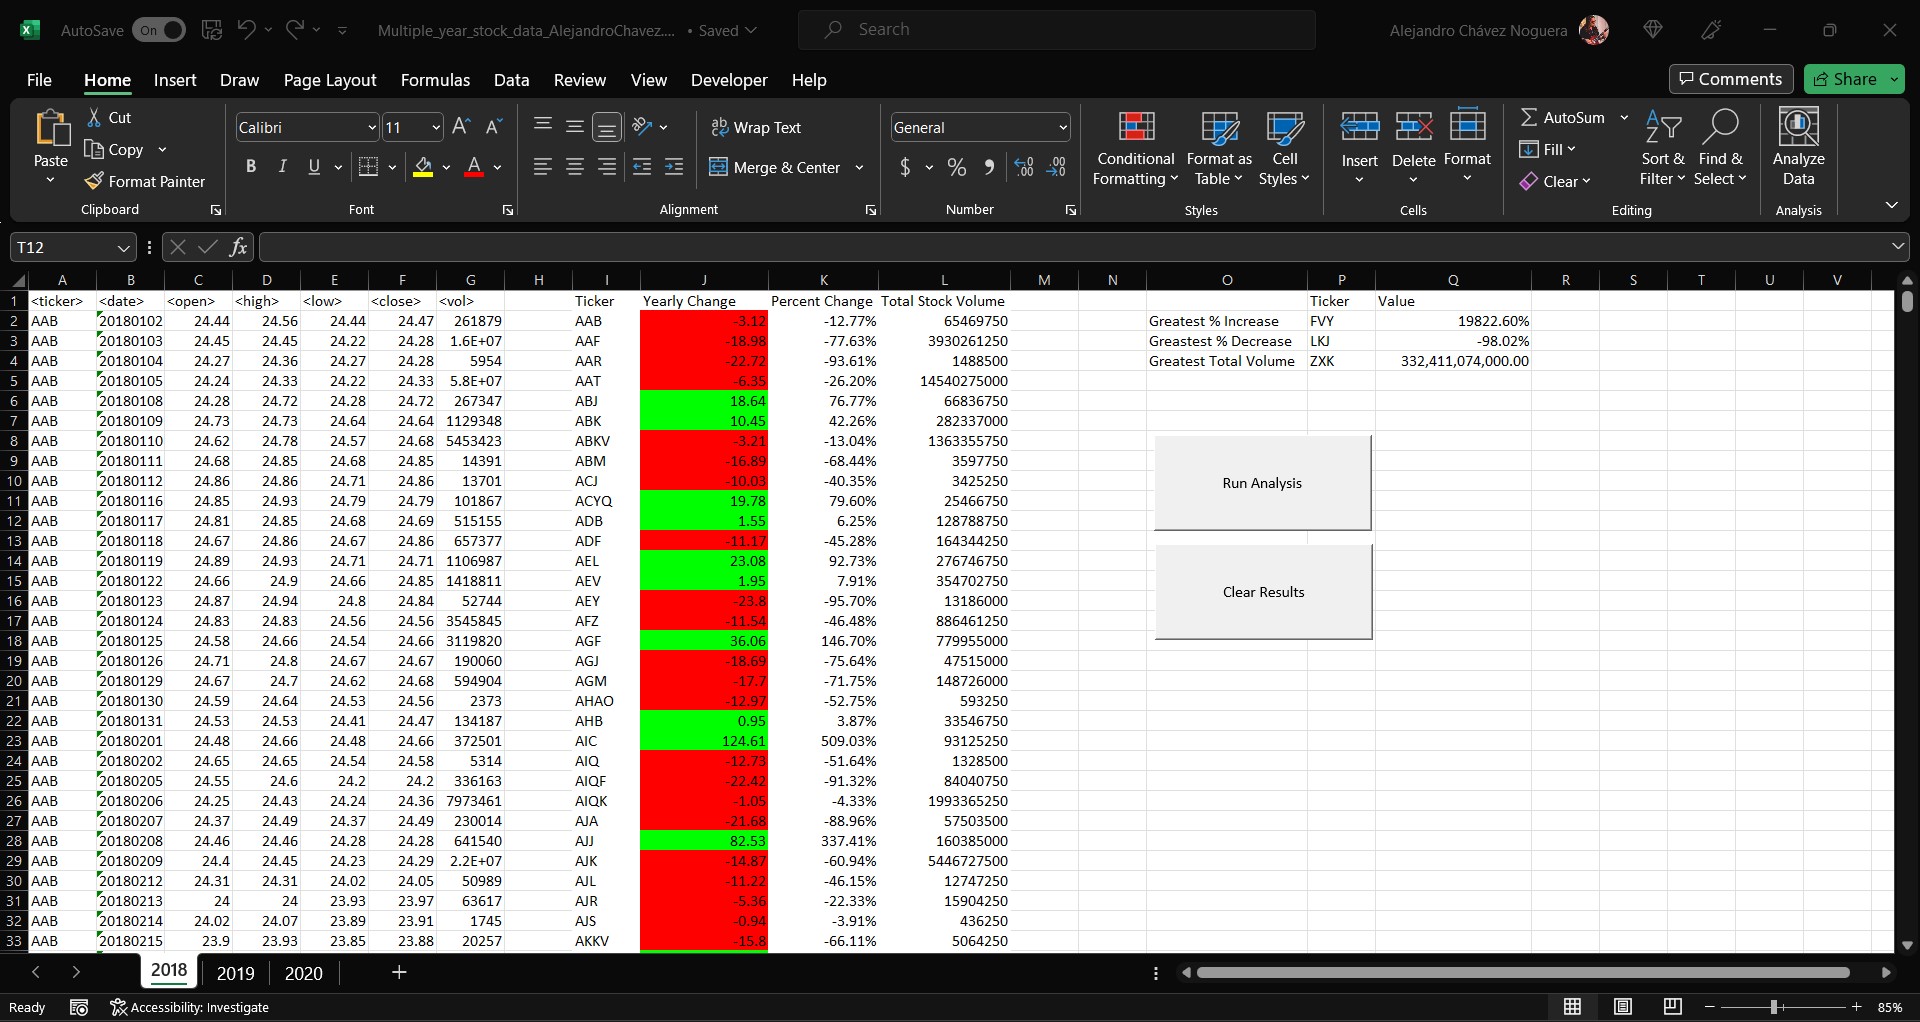 AutoSave On Multiple_year_stock_data_AlejandroChavez.... • Saved Search Alejandro Chávez Noguera
File Home Insert Draw Page Layout Formulas Data Review View Developer Help Comments Share
Cut
Copy
Format Painter
Paste
Clipboard
Calibri 11
B I U A
Font
Wrap Text
Merge & Center
Alignment
General
$ % 9
Number
Conditional Formatting
Format as Table
Cell Styles
Styles
Insert Delete Format
Cells
AutoSum
Fill
Clear
Sort & Filter
Find & Select
Editing
Analyze Data
Analysis
T12 fx
A B C D E F G H I J K L M N O P Q R S T U V
1 <ticker> <date> <open> <high> <low> <close> <vol> Ticker Yearly Change Percent Change Total Stock Volume Ticker Value
2 AAB 20180102 24.44 24.56 24.44 24.47 261879 AAB -3.12 -12.77% 65469750 Greatest % Increase FVY 19822.60%
3 AAB 20180103 24.45 24.45 24.22 24.28 1.6E+07 AAF -18.98 -77.63% 3930261250 Greastest % Decrease LKJ -98.02%
4 AAB 20180104 24.27 24.36 24.27 24.28 5954 AAR -22.72 -93.61% 1488500 Greatest Total Volume ZXK 332,411,074,000.00
5 AAB 20180105 24.24 24.33 24.22 24.33 5.8E+07 AAT -6.35 -26.20% 14540275000
6 AAB 20180108 24.28 24.72 24.28 24.72 267347 ABJ 18.64 76.77% 66836750
7 AAB 20180109 24.73 24.73 24.64 24.64 1129348 ABK 10.45 42.26% 282337000
8 AAB 20180110 24.62 24.78 24.57 24.68 5453423 ABKV -3.21 -13.04% 1363355750
9 AAB 20180111 24.68 24.85 24.68 24.85 14391 ABM -16.89 -68.44% 3597750
10 AAB 20180112 24.86 24.86 24.71 24.86 13701 ACJ -10.03 -40.35% 3425250
11 AAB 20180116 24.85 24.93 24.79 24.79 101867 ACYQ 19.78 79.60% 25466750
12 AAB 20180117 24.81 24.85 24.68 24.69 515155 ADB 1.55 6.25% 128788750
13 AAB 20180118 24.67 24.86 24.67 24.86 657377 ADF -11.17 -45.28% 164344250
14 AAB 20180119 24.89 24.93 24.71 24.71 1106987 AEL 23.08 92.73% 276746750
15 AAB 20180122 24.66 24.9 24.66 24.85 1418811 AEV 1.95 7.91% 354702750
16 AAB 20180123 24.87 24.94 24.8 24.84 52744 AEY -23.8 -95.70% 13186000
17 AAB 20180124 24.83 24.83 24.56 24.56 3545845 AFZ -11.54 -46.48% 886461250
18 AAB 20180125 24.58 24.66 24.54 24.66 3119820 AGF 36.06 146.70% 779955000
19 AAB 20180126 24.71 24.8 24.67 24.67 190060 AGJ -18.69 -75.64% 47515000
20 AAB 20180129 24.67 24.7 24.62 24.68 594904 AGM -17.7 -71.75% 148726000
21 AAB 20180130 24.59 24.64 24.53 24.56 2373 AHAO -12.97 -52.75% 593250
22 AAB 20180131 24.53 24.53 24.41 24.47 134187 AHB 0.95 3.87% 33546750
23 AAB 20180201 24.48 24.66 24.48 24.66 372501 AIC 124.61 509.03% 93125250
24 AAB 20180202 24.65 24.65 24.54 24.58 5314 AIQ -12.73 -51.64% 1328500
25 AAB 20180205 24.55 24.6 24.2 24.2 336163 AIQF -22.42 -91.32% 84040750
26 AAB 20180206 24.25 24.43 24.24 24.36 7973461 AIQK -1.05 -4.33% 1993365250
27 AAB 20180207 24.37 24.49 24.37 24.49 230014 AJA -21.68 -88.96% 57503500
28 AAB 20180208 24.46 24.46 24.28 24.28 641540 AJJ 82.53 337.41% 160385000
29 AAB 20180209 24.4 24.45 24.23 24.29 2.2E+07 AJK -14.87 -60.94% 5446727500
30 AAB 20180212 24.31 24.31 24.02 24.05 50989 AJL -11.22 -46.15% 12747250
31 AAB 20180213 24 24 23.93 23.97 63617 AJR -5.36 -22.33% 15904250
32 AAB 20180214 24.02 24.07 23.89 23.91 1745 AJS -0.94 -3.91% 436250
33 AAB 20180215 23.9 23.93 23.85 23.88 20257 AKKV -15.8 -66.11% 5064250
Run Analysis
Clear Results
2018 2019 2020
Ready Accessibility: Investigate 85%